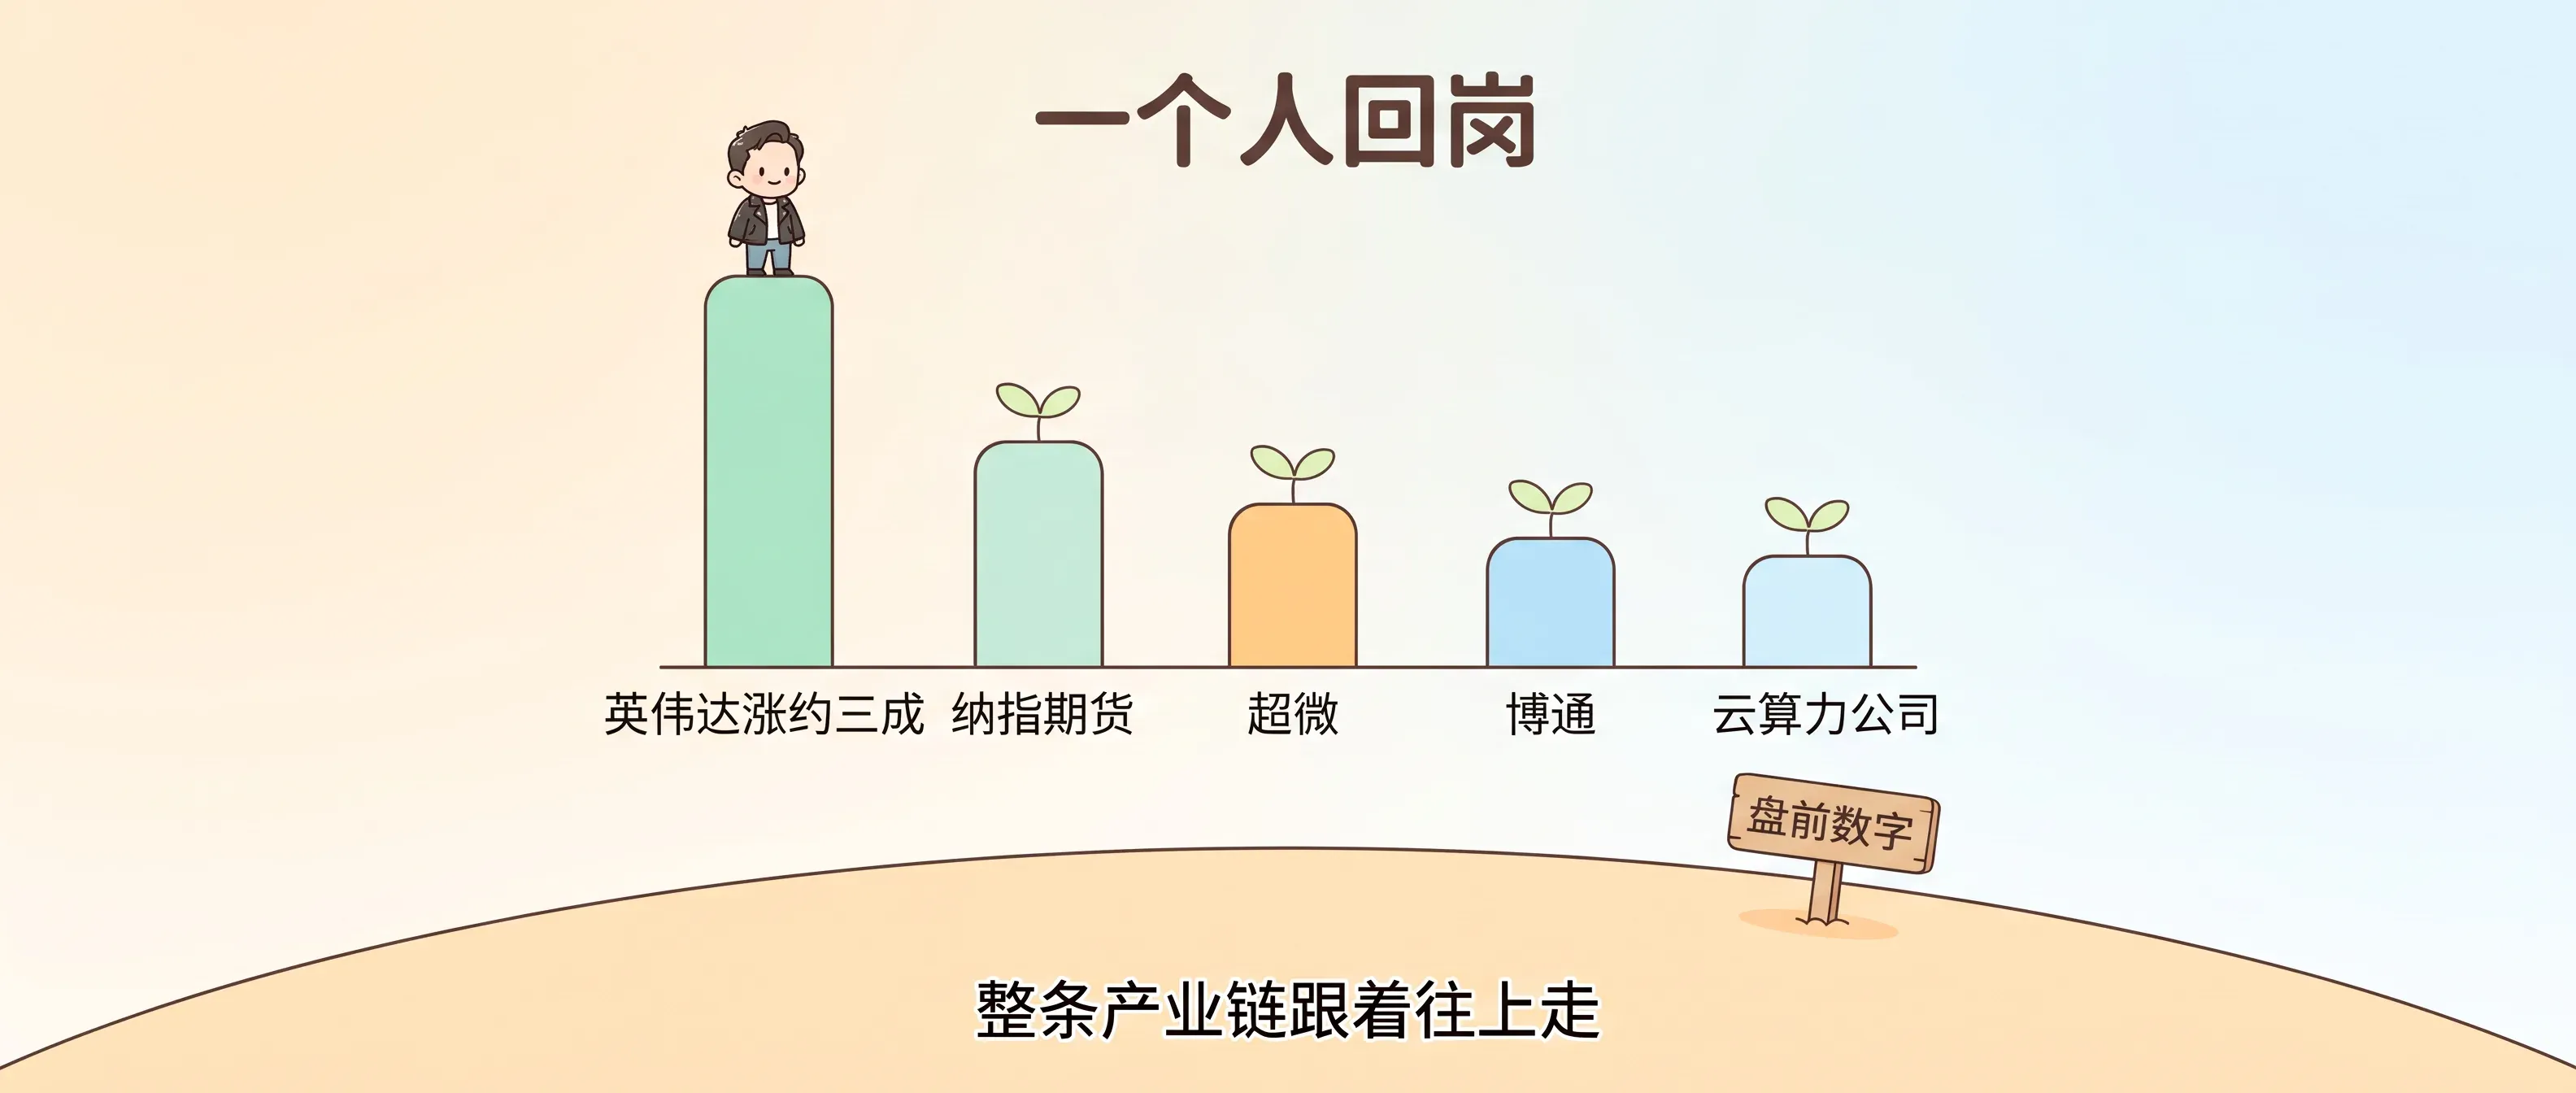 一个人回岗
英伟达涨约三成 纳指期货 超微 博通 云算力公司
盘前数字
整条产业链跟着往上走